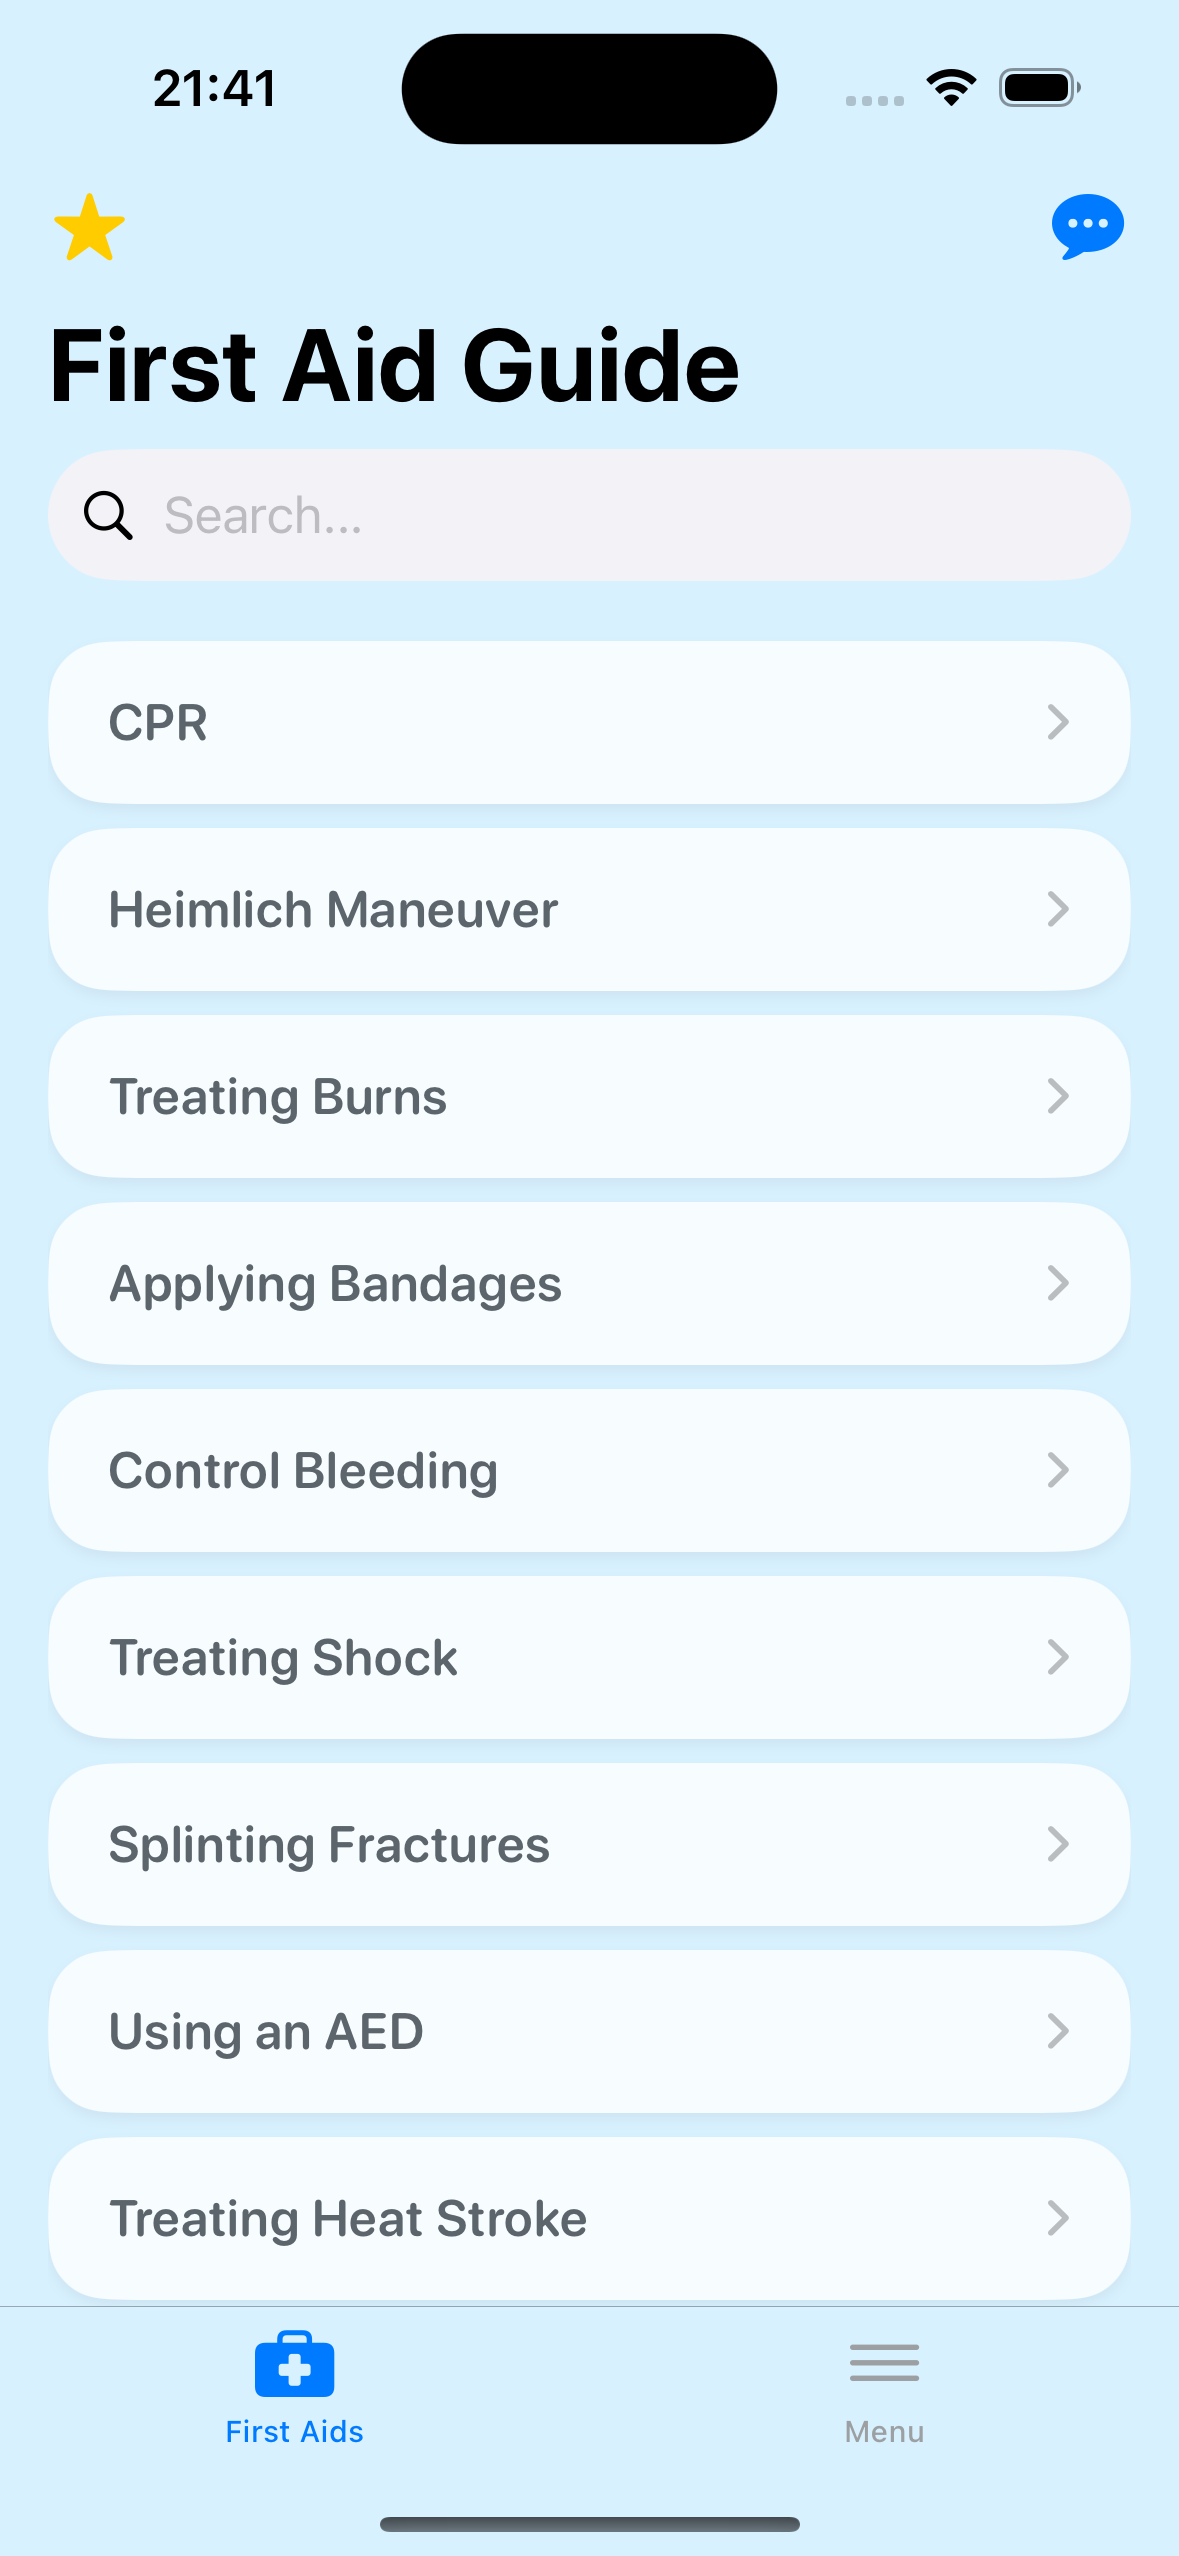 21:41
First Aid Guide
Search...
CPR
Heimlich Maneuver
Treating Burns
Applying Bandages
Control Bleeding
Treating Shock
Splinting Fractures
Using an AED
Treating Heat Stroke
First Aids
Menu